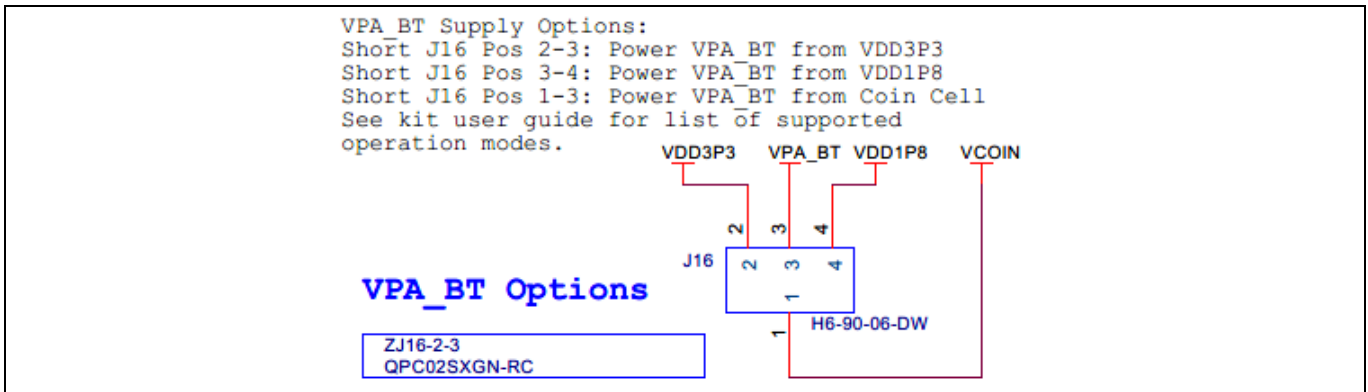 VPA_BT Supply Options:
Short J16 Pos 2-3: Power VPA_BT from VDD3P3
Short J16 Pos 3-4: Power VPA_BT from VDD1P8
Short J16 Pos 1-3: Power VPA_BT from Coin Cell
See kit user guide for list of supported
operation modes.
VDD3P3 VPA_BT VDD1P8 VCOIN
2 3 4
J16
2 3 4
1
VPA_BT Options
H6-90-06-DW
1
ZJ16-2-3
QPC02SXGN-RC